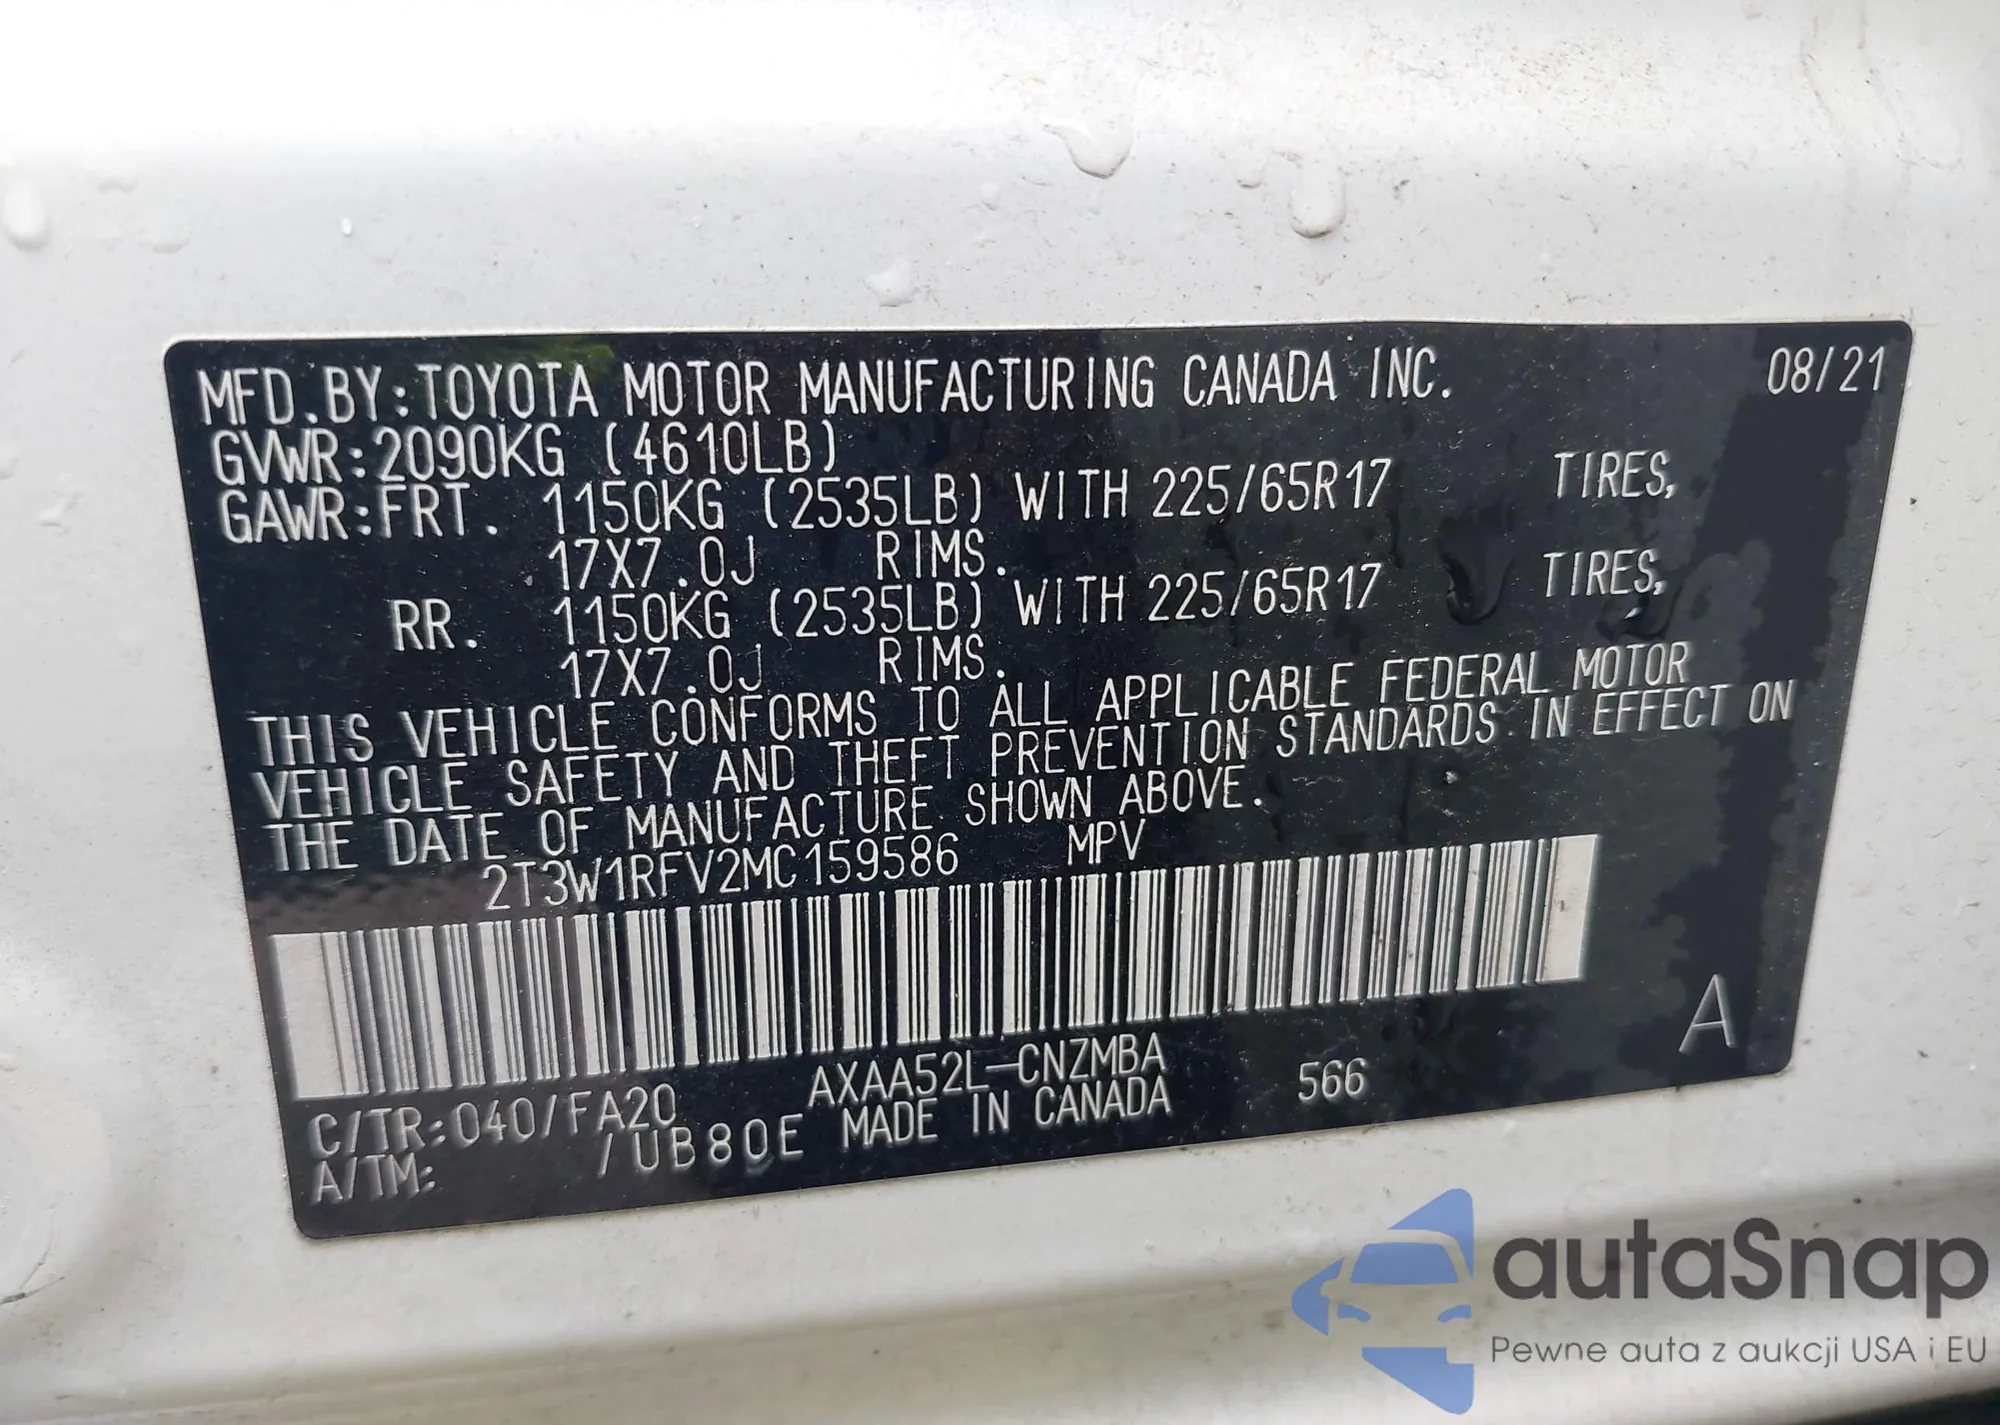 MFD.BY:TOYOTA MOTOR MANUFACTURING CANADA INC. 08/21
GVWR:2090KG (4610LB)
GAWR:FRT. 1150KG (2535LB) WITH 225/65R17 TIRES,
17X7.0J RIMS.
RR. 1150KG (2535LB) WITH 225/65R17 TIRES,
17X7.0J RIMS.
THIS VEHICLE CONFORMS TO ALL APPLICABLE FEDERAL MOTOR
VEHICLE SAFETY AND THEFT PREVENTION STANDARDS IN EFFECT ON
THE DATE OF MANUFACTURE SHOWN ABOVE.
2T3W1RFV2MC159586 MPV
A
AXAA52L-CNZMBA 566
C/TR:040/FA20 MADE IN CANADA
A/TM: /UB80E
autaSnap
Pewne auta z aukcji USA i EU